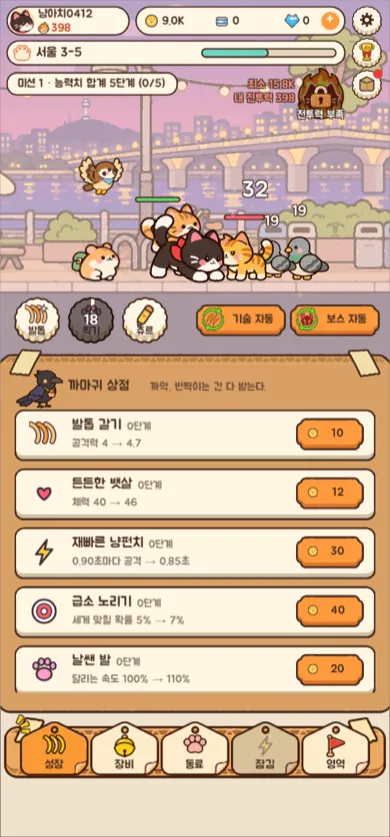 냥아치0412
398
9.0K
0
0
서울 3-5
미션 1 · 능력치 합계 5단계 (0/5)
최소 15.8K
내 전투력 398
전투력 부족
32
19
19
발톱
18
츄르
기술 자동
보스 자동
까마귀 상점
까악. 반짝이는 건 다 받는다.
발톱 갈기 0단계
공격력 4 → 4.7
10
든든한 뱃살 0단계
체력 40 → 46
12
재빠른 냥펀치 0단계
0.90초마다 공격 → 0.85초
30
급소 노리기 0단계
세게 맞힐 확률 5% → 7%
40
날쌘 발 0단계
달리는 속도 100% → 110%
20
성장
장비
동료
잠김
영역